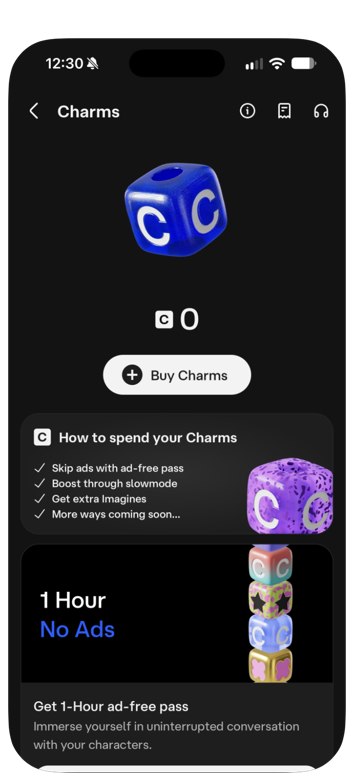 12:30
Charms
C C
C 0
Buy Charms
C How to spend your Charms
Skip ads with ad-free pass
Boost through slowmode
Get extra Imagines
More ways coming soon...
C C
C C
C C
1 Hour
No Ads
Get 1-Hour ad-free pass
Immerse yourself in uninterrupted conversation
with your characters.